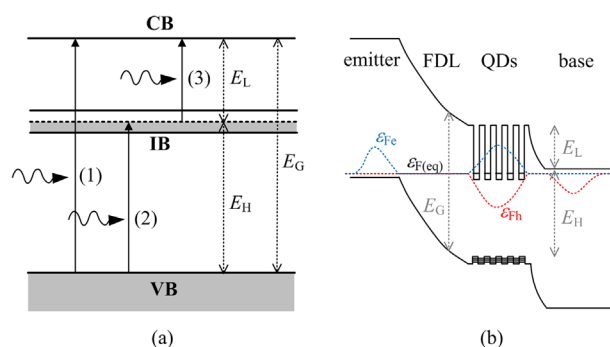 CB
(3)
E_L
IB
(1)
(2)
E_H
E_G
VB
(a)
emitter FDL QDs base
ε_Fe
ε_F(eq)
ε_Fh
E_G
E_L
E_H
(b)